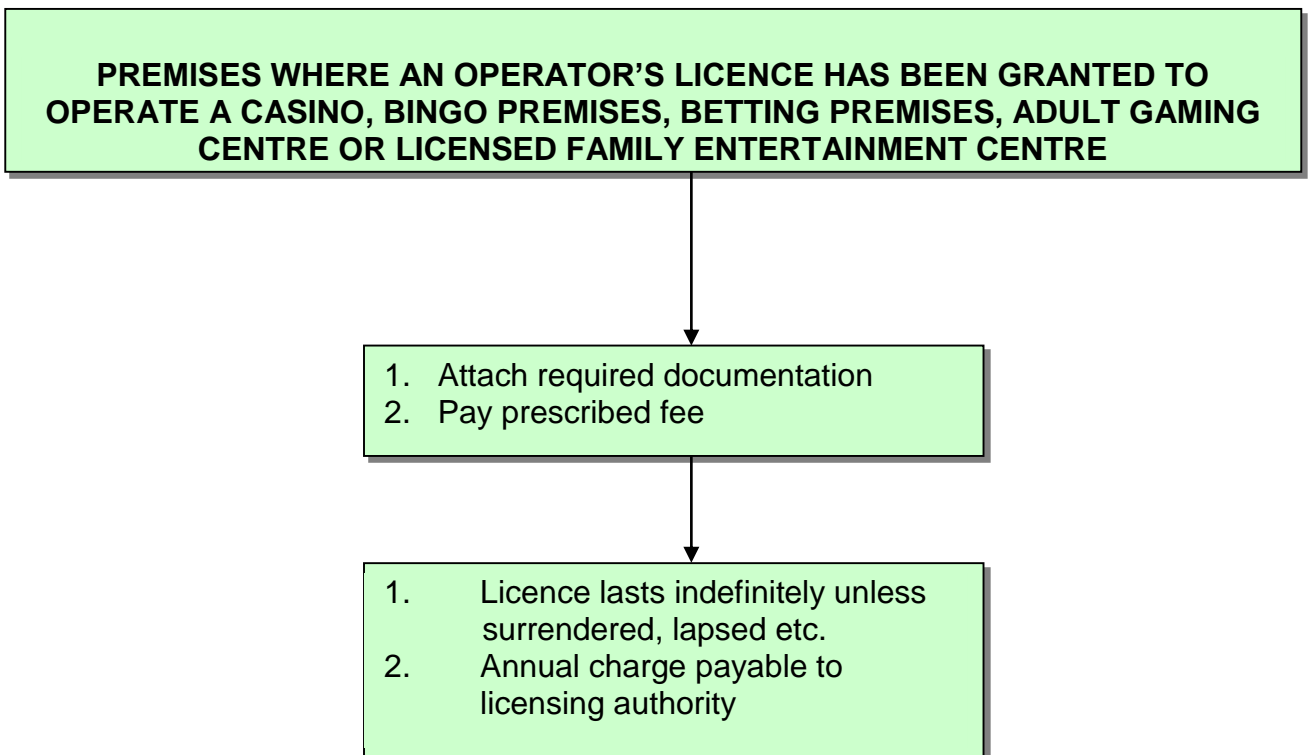 PREMISES WHERE AN OPERATOR’S LICENCE HAS BEEN GRANTED TO
OPERATE A CASINO, BINGO PREMISES, BETTING PREMISES, ADULT GAMING
CENTRE OR LICENSED FAMILY ENTERTAINMENT CENTRE
1. Attach required documentation
2. Pay prescribed fee
1. Licence lasts indefinitely unless
surrendered, lapsed etc.
2. Annual charge payable to
licensing authority